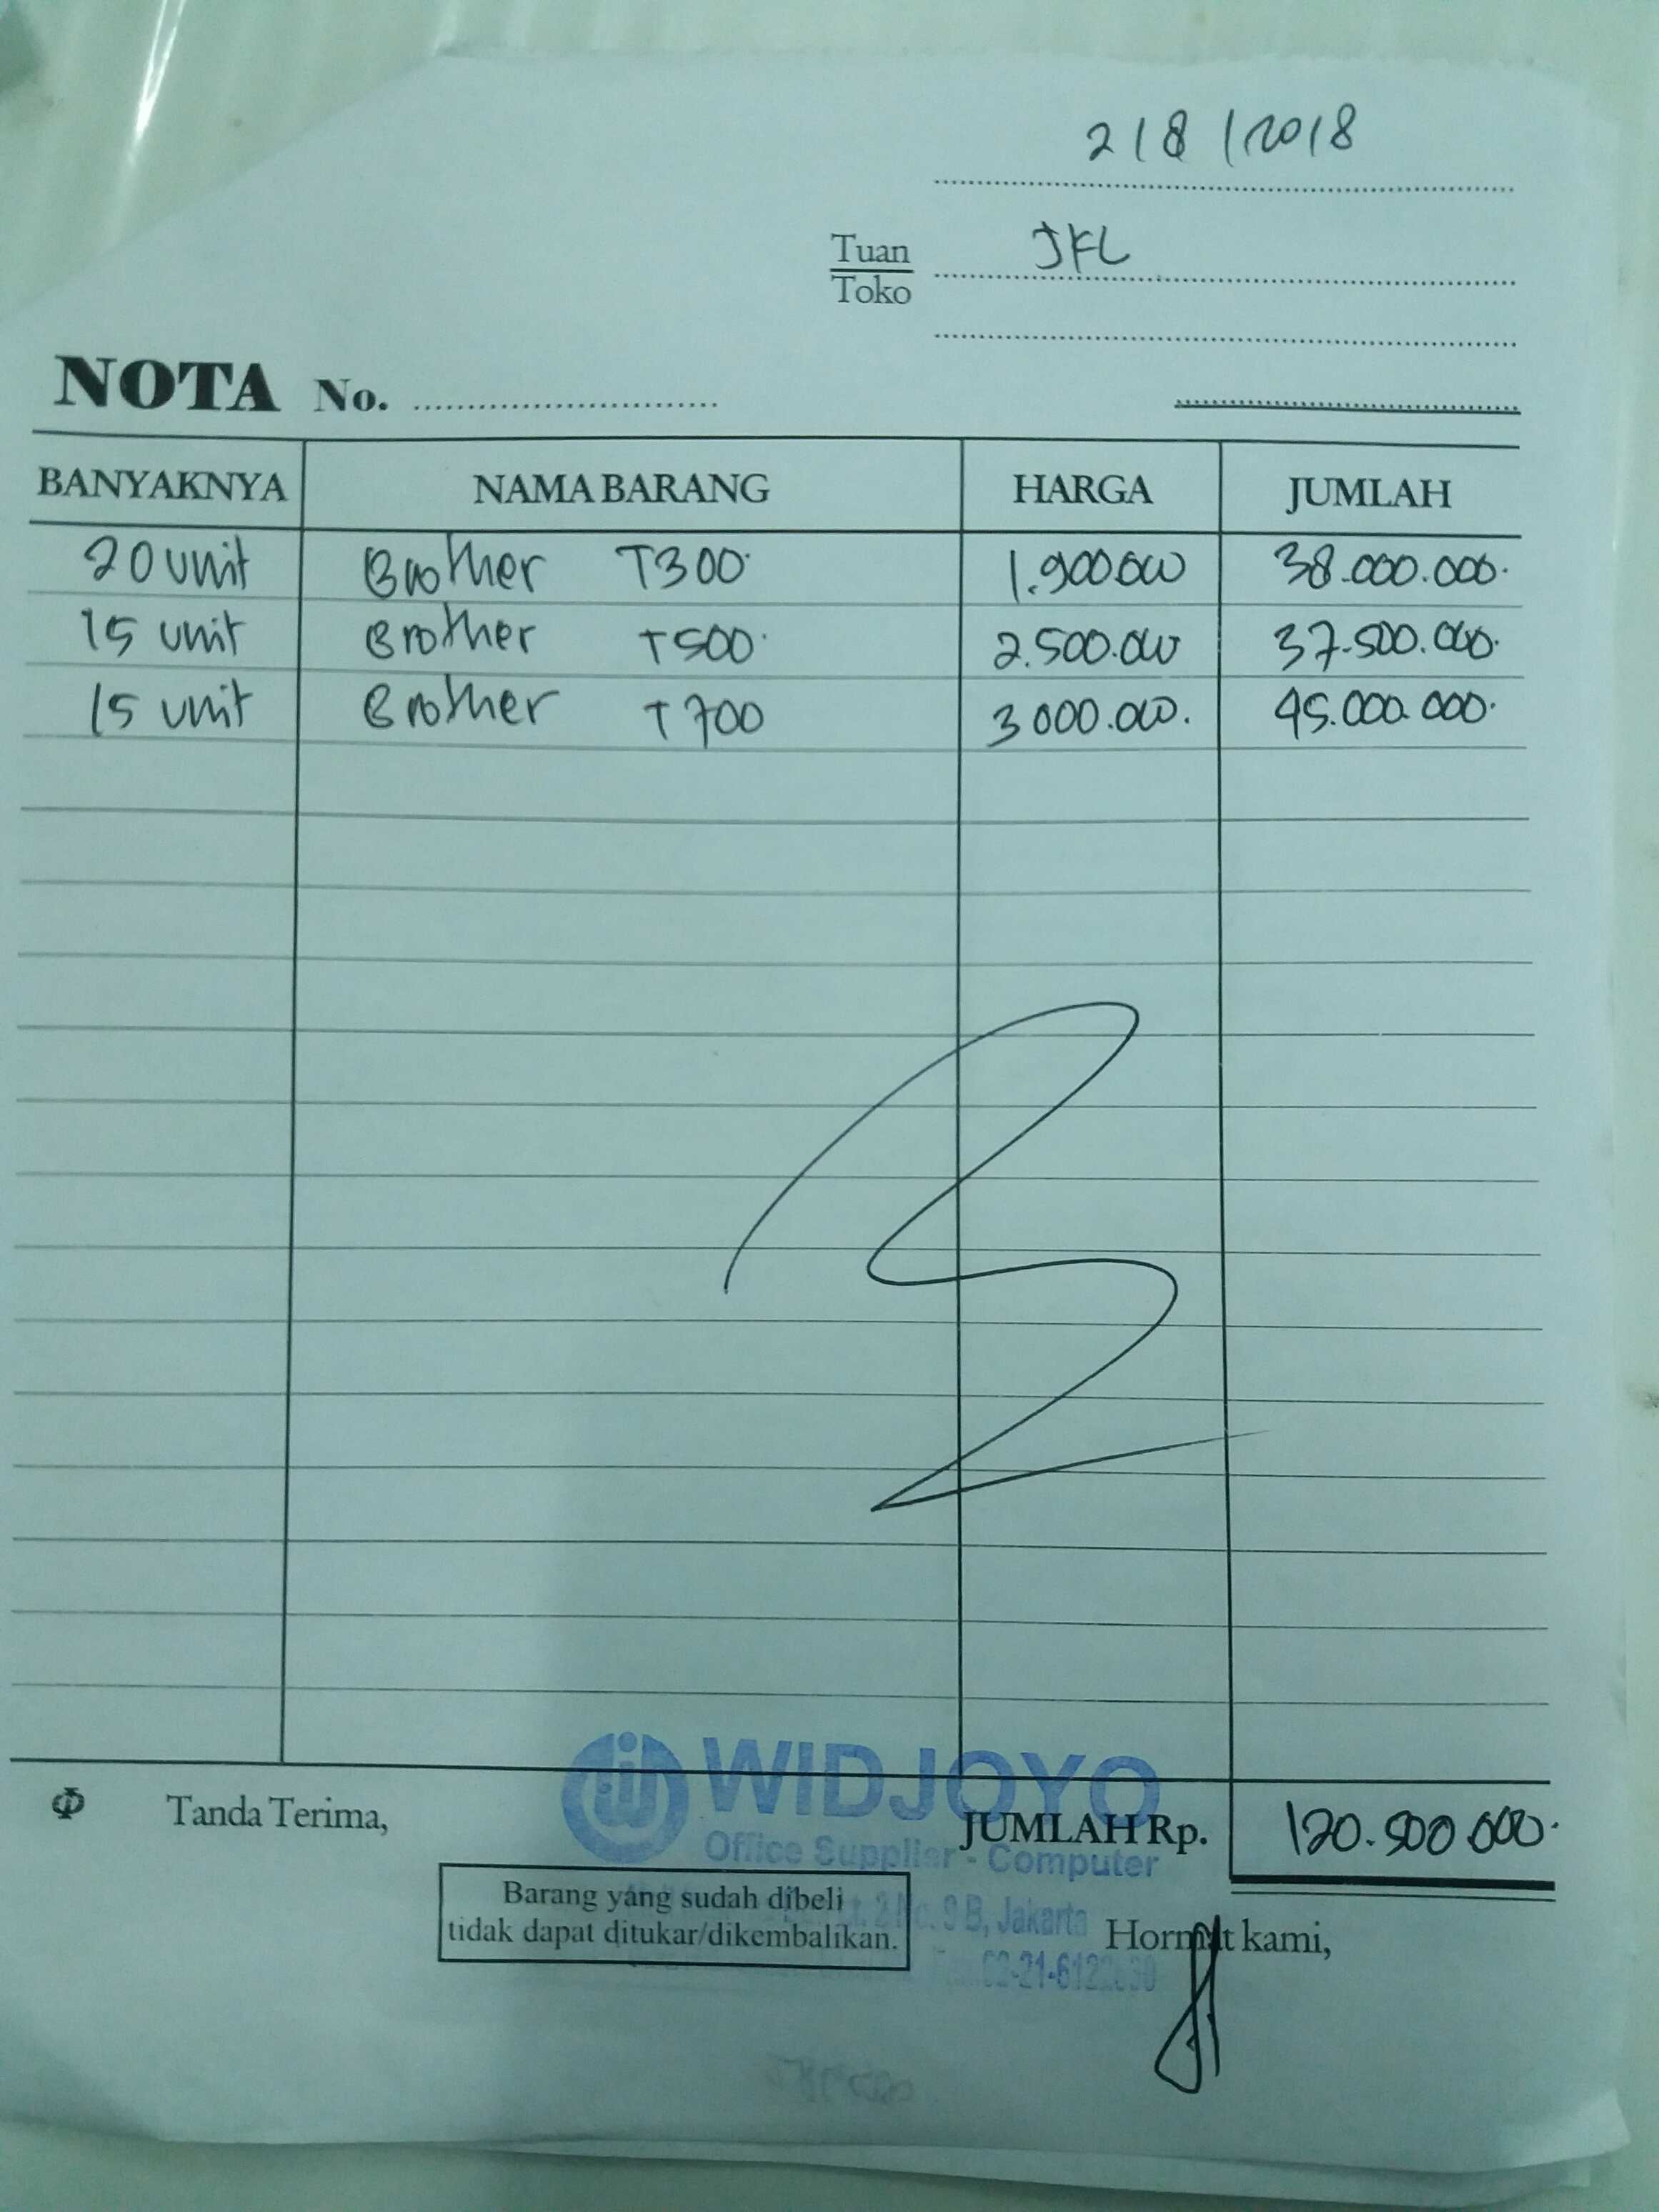 2/8/2018
Tuan JFL
Toko
NOTA No.
BANYAKNYA NAMA BARANG HARGA JUMLAH
20 unit Brother T300. 1.900.000 38.000.000.
15 unit Brother T500. 2.500.000 37.500.000.
15 unit Brother T700 3000.000. 45.000.000.
WIDJOYO
Tanda Terima, JUMLAH Rp. 120.500.000.
Office Supplier - Computer
Barang yang sudah dibeli
tidak dapat ditukar/dikembalikan.
9 B, Jakarta
Hormat kami,